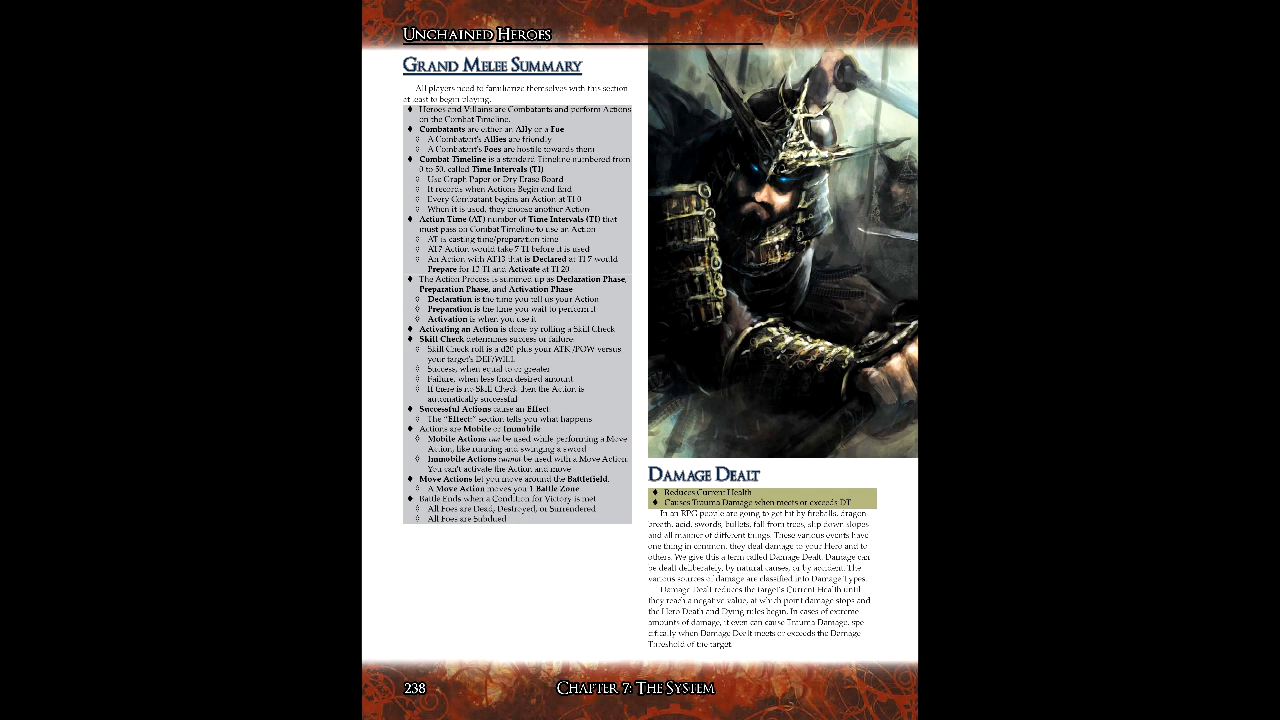 Unchained Heroes
Grand Melee Summary
All players need to familiarize themselves with this section
at least to begin playing.
♦ Heroes and Villains are Combatants and perform Actions
on the Combat Timeline.
♦ Combatants are either an Ally or a Foe
◊ A Combatant's Allies are friendly
◊ A Combatant's Foes are hostile towards them
♦ Combat Timeline is a standard Timeline numbered from
0 to 50, called Time Intervals (TI)
◊ Use Graph Paper or Dry Erase Board
◊ It records when Actions Begin and End
◊ Every Combatant begins an Action at TI 0
◊ When it is used, they choose another Action
♦ Action Time (AT) number of Time Intervals (TI) that
must pass on Combat Timeline to use an Action
◊ AT is casting time/preparation time
◊ AT7 Action would take 7 TI before it is used
◊ An Action with AT13 that is Declared at TI 7 would
Prepare for 13 TI and Activate at TI 20
♦ The Action Process is summed up as Declaration Phase,
Preparation Phase, and Activation Phase
◊ Declaration is the time you tell us your Action
◊ Preparation is the time you wait to perform it
◊ Activation is when you use it
♦ Activating an Action is done by rolling a Skill Check
♦ Skill Check determines success or failure
◊ Skill Check roll is a d20 plus your ATK/POW versus
your target's DEF/WILL
◊ Success, when equal to or greater
◊ Failure, when less than desired amount
◊ If there is no Skill Check then the Action is
automatically successful
♦ Successful Actions cause an Effect
◊ The "Effect:" section tells you what happens
♦ Actions are Mobile or Immobile
◊ Mobile Actions can be used while performing a Move
Action, like running and swinging a sword
◊ Immobile Actions cannot be used with a Move Action.
You can't activate the Action and move
♦ Move Actions let you move around the Battlefield.
◊ A Move Action moves you 1 Battle Zone
♦ Battle Ends when a Condition for Victory is met
◊ All Foes are Dead, Destroyed, or Surrendered
◊ All Foes are Subdued
Damage Dealt
♦ Reduces Current Health
♦ Causes Trauma Damage when meets or exceeds DT
In an RPG people are going to get hit by fireballs, dragon
breath, acid, swords, bullets, fall from trees, slip down slopes
and all manner of different things. These various events have
one thing in common, they deal damage to your Hero and to
others. We give this a term called Damage Dealt. Damage can
be dealt deliberately, by natural causes, or by accident. The
various sources of damage are classified into Damage Types.
Damage Dealt reduces the target's Current Health until
they reach a negative value, at which point damage stops and
the Hero Death and Dying rules begin. In cases of extreme
amounts of damage, it even can cause Trauma Damage, spe
cifically when Damage Dealt meets or exceeds the Damage
Threshold of the target.
238
Chapter 7: The System